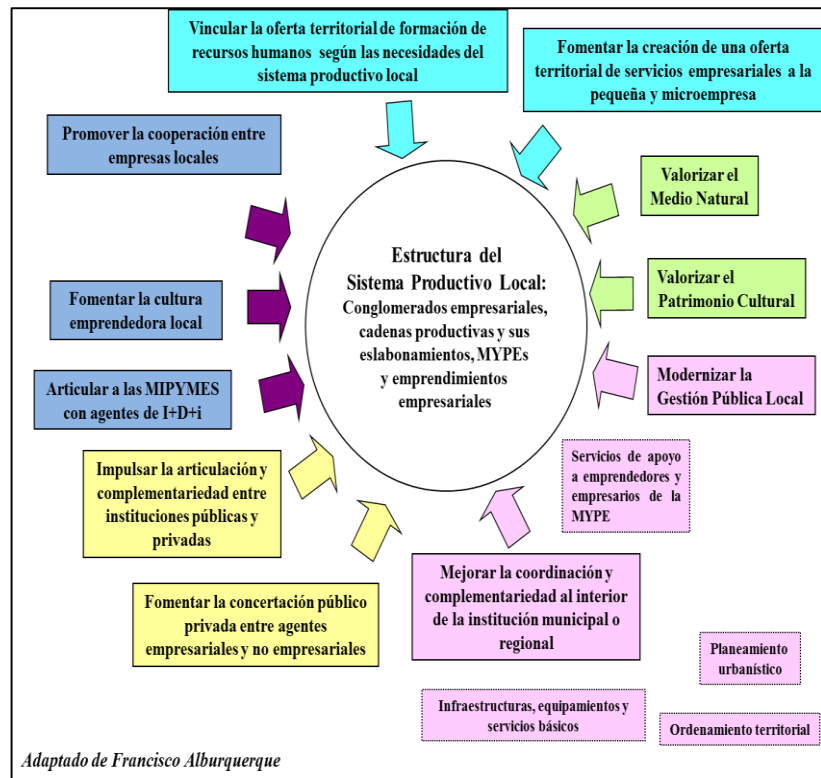 Vincular la oferta territorial de formación de
recursos humanos según las necesidades del
sistema productivo local
Fomentar la creación de una oferta
territorial de servicios empresariales a la
pequeña y microempresa
Promover la cooperación entre
empresas locales
Valorizar el
Medio Natural
Estructura del
Sistema Productivo Local:
Conglomerados empresariales,
cadenas productivas y sus
eslabonamientos, MYPEs
y emprendimientos
empresariales
Fomentar la cultura
emprendedora local
Valorizar el
Patrimonio Cultural
Articular a las MIPYMES
con agentes de I+D+i
Modernizar la
Gestión Pública Local
Impulsar la articulación y
complementariedad entre
instituciones públicas y
privadas
Servicios de apoyo
a emprendedores y
empresarios de la
MYPE
Fomentar la concertación público
privada entre agentes
empresariales y no empresariales
Mejorar la coordinación y
complementariedad al interior
de la institución municipal o
regional
Planeamiento
urbanístico
Infraestructuras, equipamientos y
servicios básicos
Ordenamiento territorial
Adaptado de Francisco Alburquerque